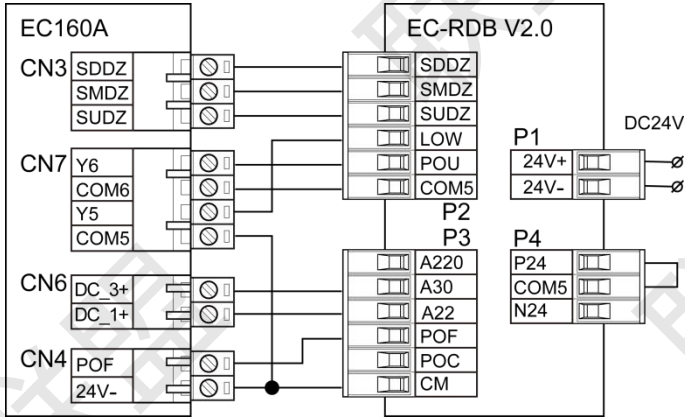 EC160A
CN3
SDDZ
SMDZ
SUDZ
CN7
Y6
COM6
Y5
COM5
CN6
DC_3+
DC_1+
CN4
POF
24V-
EC-RDB V2.0
SDDZ
SMDZ
SUDZ
LOW
POU
COM5
P2
P3
A220
A30
A22
POF
POC
CM
P1
24V+
24V-
DC24V
P4
P24
COM5
N24